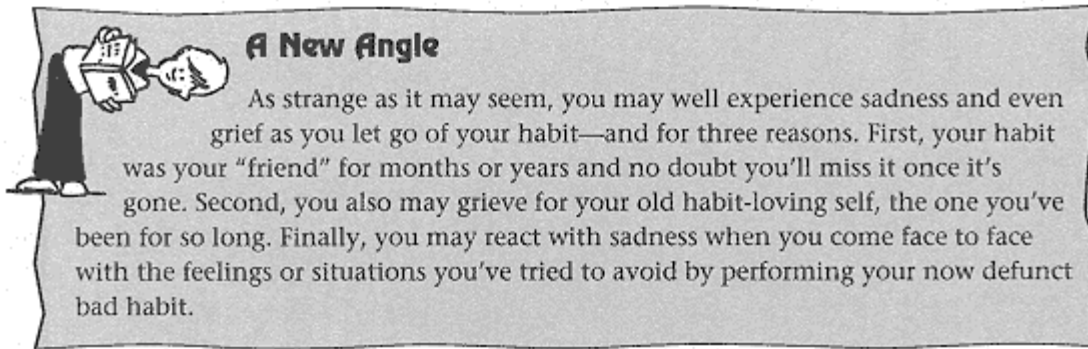 A New Angle
As strange as it may seem, you may well experience sadness and even
grief as you let go of your habit—and for three reasons. First, your habit
was your “friend” for months or years and no doubt you’ll miss it once it’s
gone. Second, you also may grieve for your old habit-loving self, the one you’ve
been for so long. Finally, you may react with sadness when you come face to face
with the feelings or situations you’ve tried to avoid by performing your now defunct
bad habit.